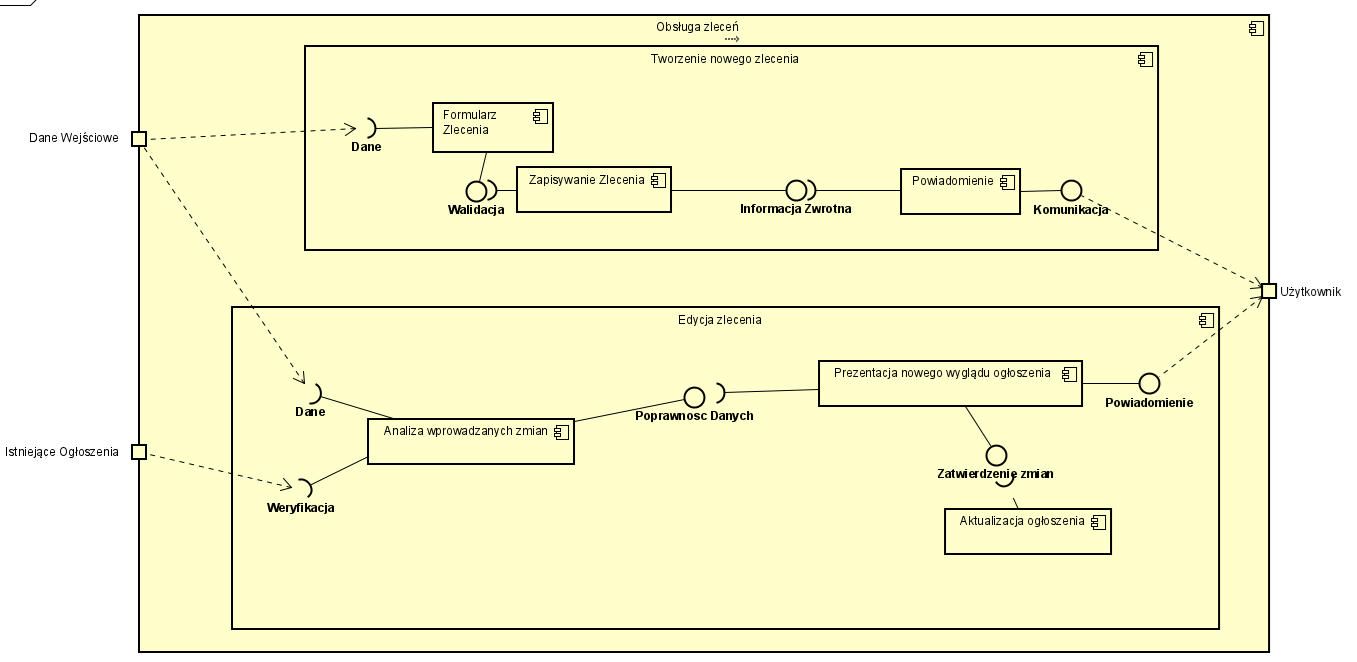 Obsługa zleceń
Tworzenie nowego zlecenia
Formularz
Zlecenia
Dane Wejściowe
Dane
Zapisywanie Zlecenia
Powiadomienie
Walidacja
Informacja Zwrotna
Komunikacja
Użytkownik
Edycja zlecenia
Prezentacja nowego wyglądu ogłoszenia
Dane
Poprawnosc Danych
Powiadomienie
Analiza wprowadzanych zmian
Istniejące Ogłoszenia
Zatwierdzenie zmian
Weryfikacja
Aktualizacja ogłoszenia